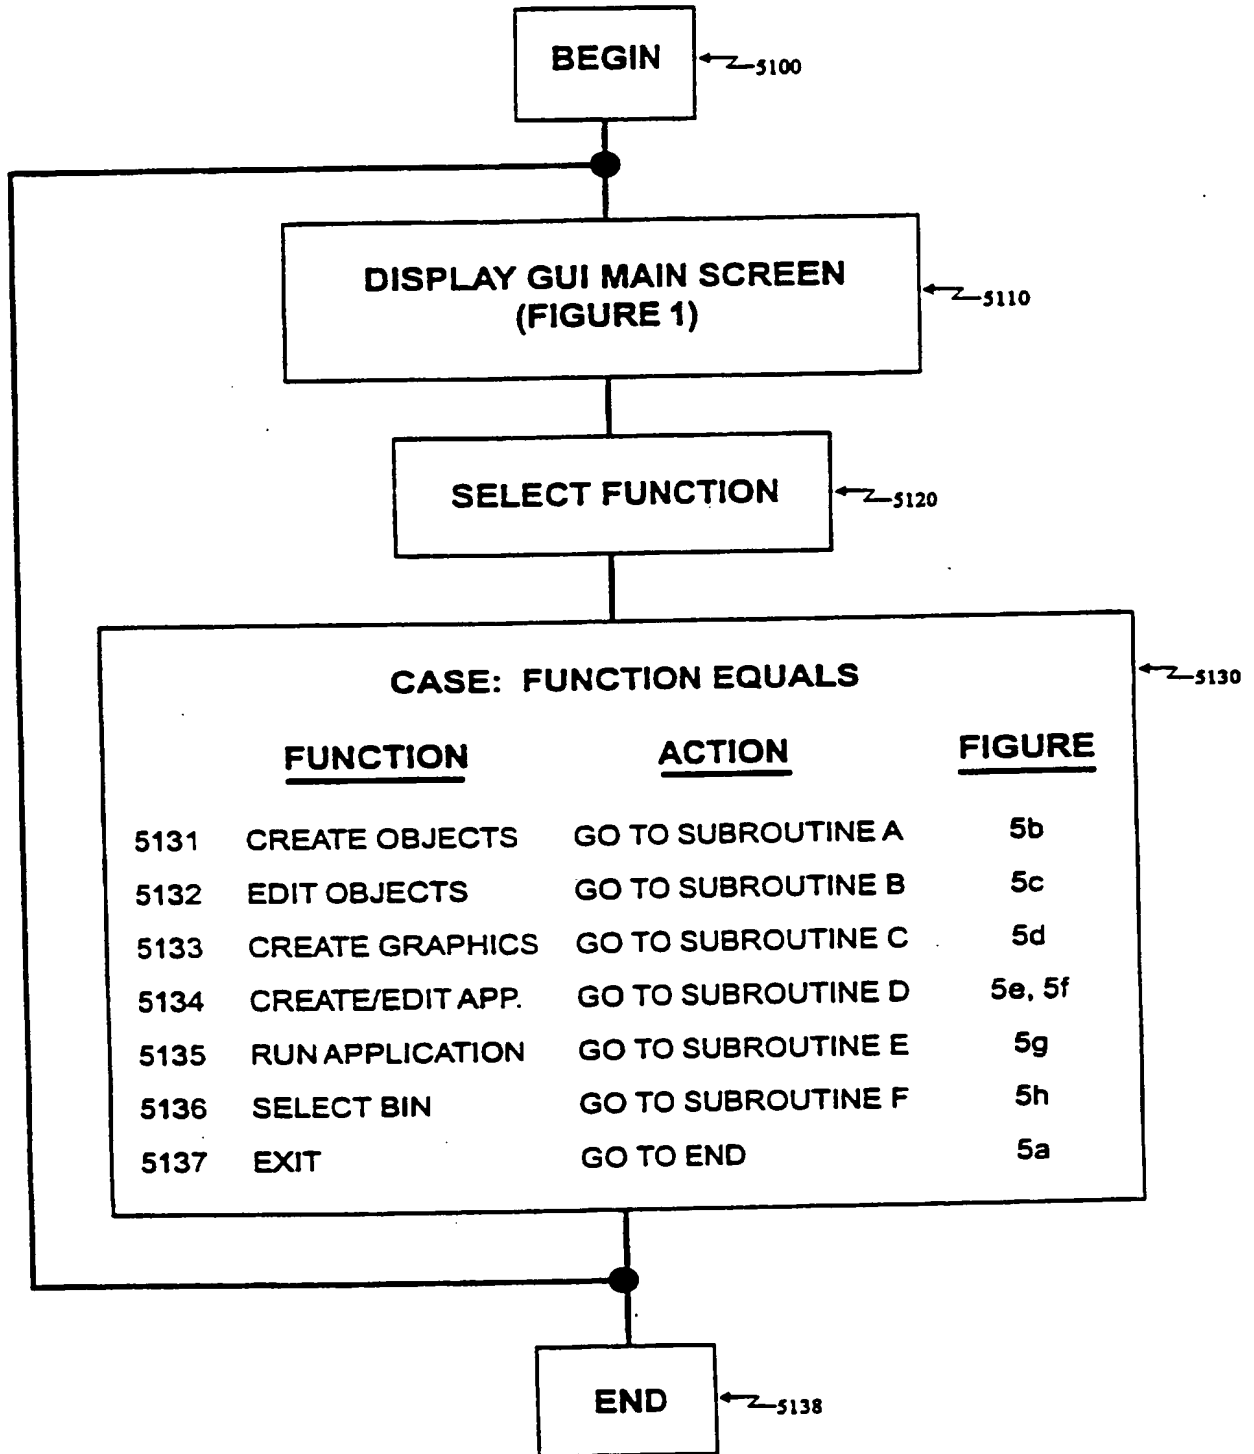 BEGIN
5100
DISPLAY GUI MAIN SCREEN
(FIGURE 1)
5110
SELECT FUNCTION
5120
CASE: FUNCTION EQUALS
5130
FUNCTION ACTION FIGURE
5131 CREATE OBJECTS GO TO SUBROUTINE A 5b
5132 EDIT OBJECTS GO TO SUBROUTINE B 5c
5133 CREATE GRAPHICS GO TO SUBROUTINE C 5d
5134 CREATE/EDIT APP. GO TO SUBROUTINE D 5e, 5f
5135 RUN APPLICATION GO TO SUBROUTINE E 5g
5136 SELECT BIN GO TO SUBROUTINE F 5h
5137 EXIT GO TO END 5a
END
5138